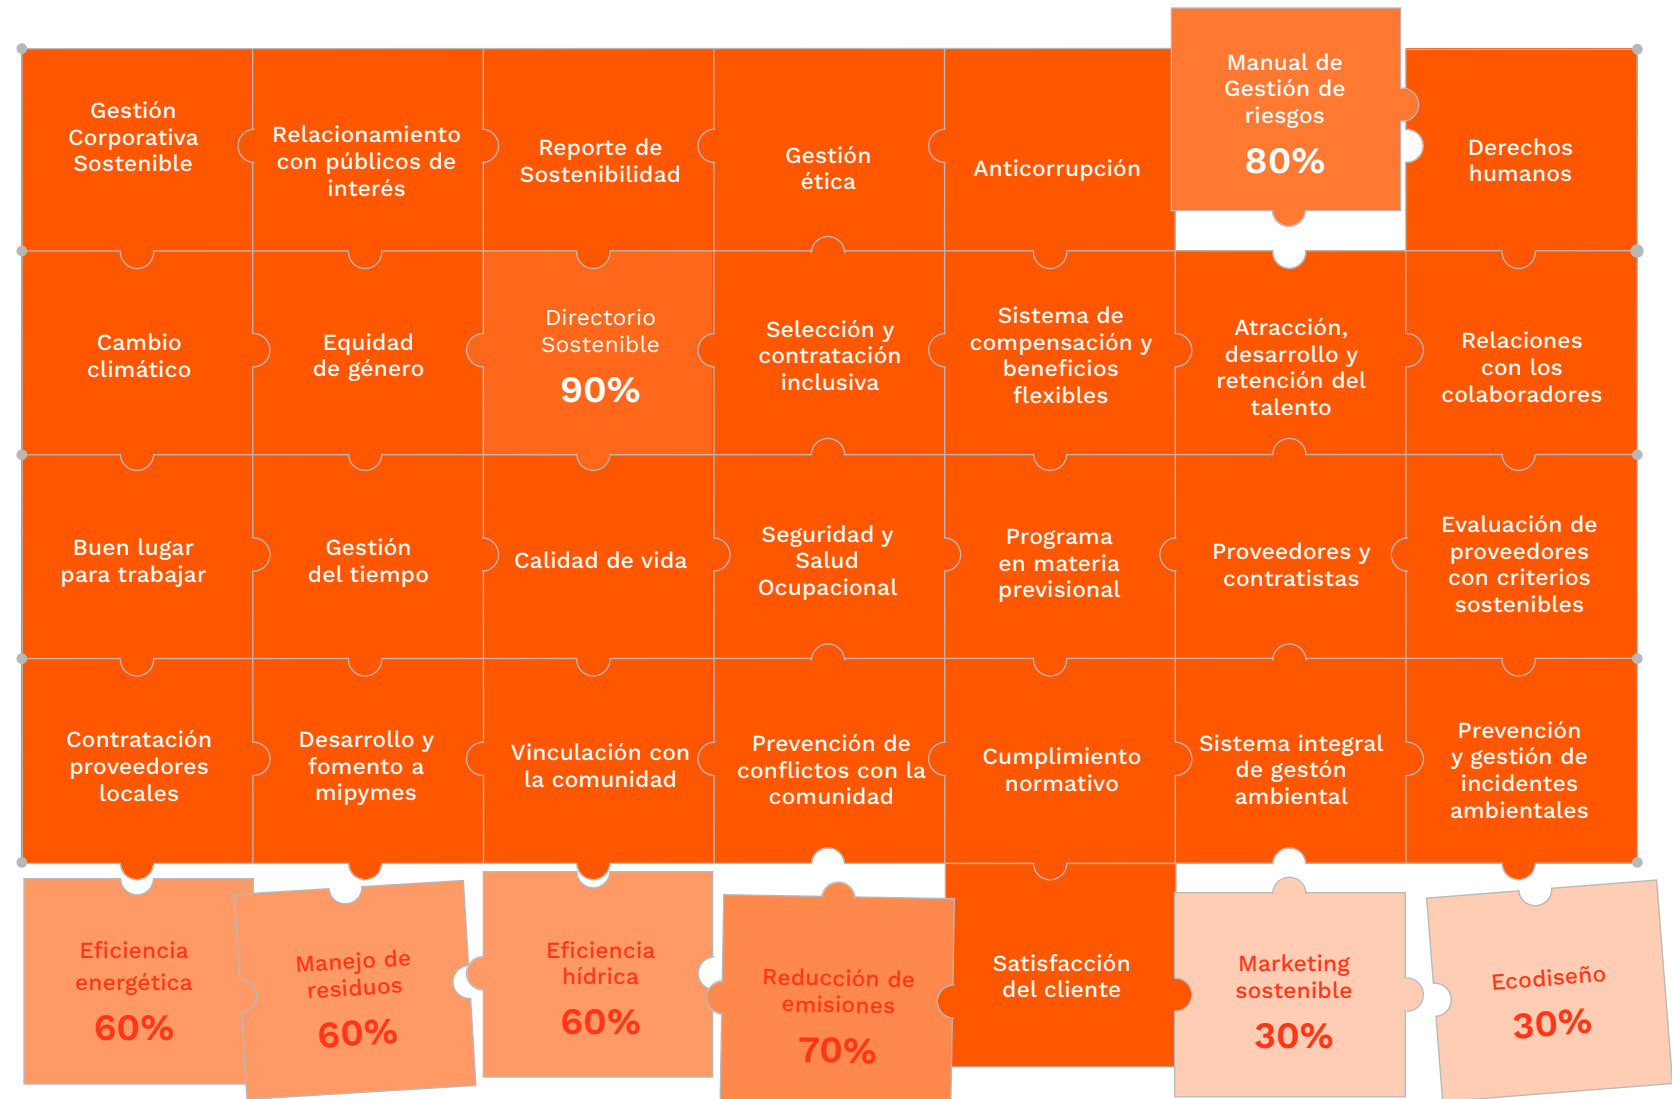 Gestión
Corporativa
Sostenible
Relacionamiento
con públicos de
interés
Reporte de
Sostenibilidad
Gestión
ética
Anticorrupción
Manual de
Gestión de
riesgos
80%
Derechos
humanos
Cambio
climático
Equidad
de género
Directorio
Sostenible
90%
Selección y
contratación
inclusiva
Sistema de
compensación y
beneficios
flexibles
Atracción,
desarrollo y
retención del
talento
Relaciones
con los
colaboradores
Buen lugar
para trabajar
Gestión
del tiempo
Calidad de vida
Seguridad y
Salud
Ocupacional
Programa
en materia
previsional
Proveedores y
contratistas
Evaluación de
proveedores
con criterios
sostenibles
Contratación
proveedores
locales
Desarrollo y
fomento a
mipymes
Vinculación con
la comunidad
Prevención de
conflictos con la
comunidad
Cumplimiento
normativo
Sistema integral
de gestón
ambiental
Prevención
y gestión de
incidentes
ambientales
Eficiencia
energética
60%
Manejo de
residuos
60%
Eficiencia
hídrica
60%
Reducción de
emisiones
70%
Satisfacción
del cliente
Marketing
sostenible
30%
Ecodiseño
30%